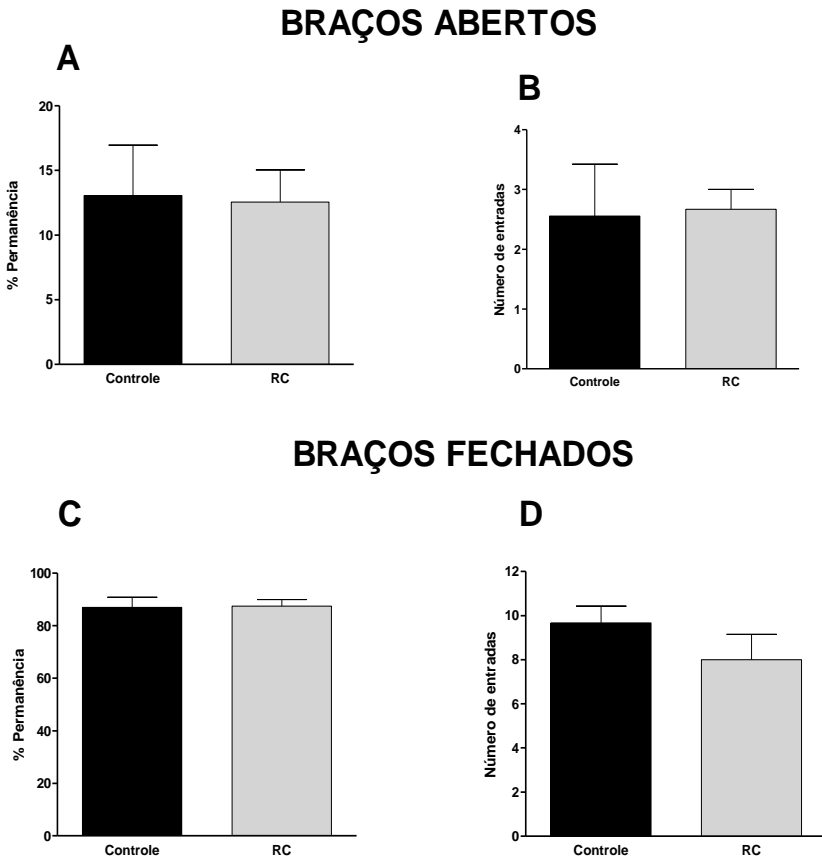 BRAÇOS ABERTOS
A
% Permanência
20
15
10
5
0
Controle RC
B
Número de entradas
4
3
2
1
0
Controle RC
BRAÇOS FECHADOS
C
% Permanência
100
80
60
40
20
0
Controle RC
D
Número de entradas
12
10
8
6
4
2
0
Controle RC